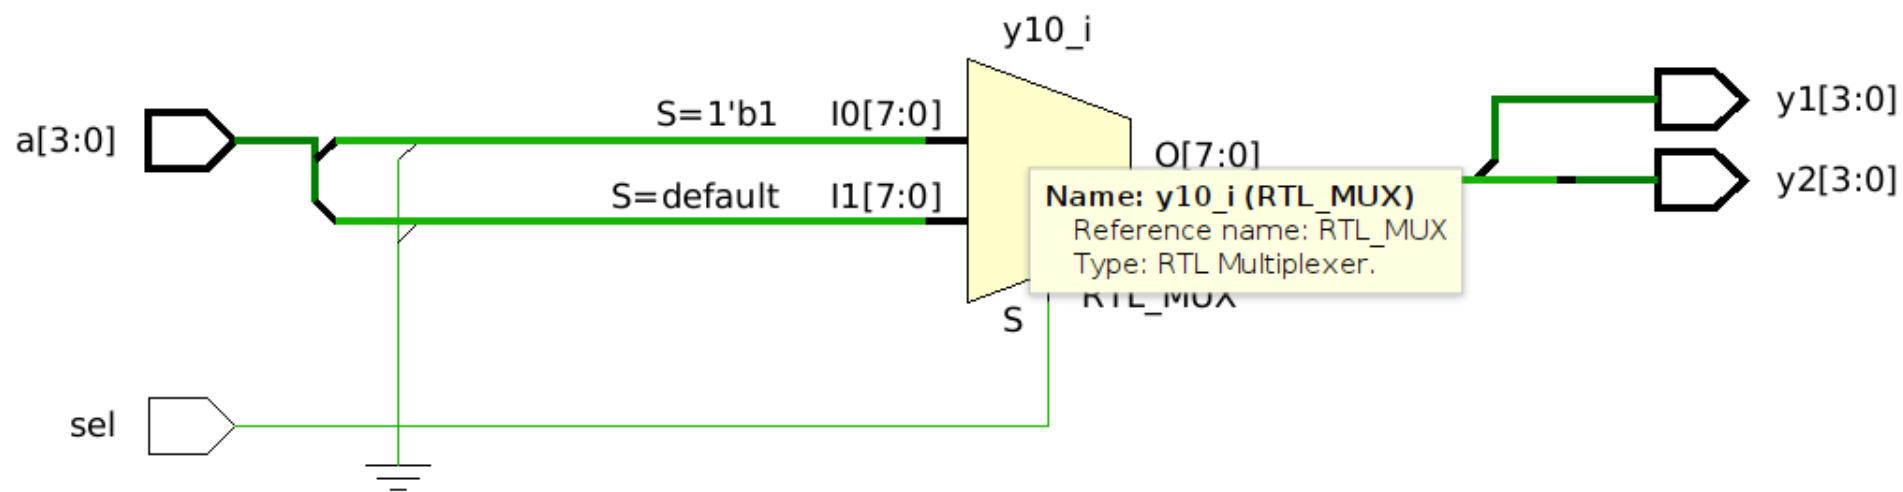 y10_i
a[3:0]
S=1'b1
I0[7:0]
S=default
I1[7:0]
O[7:0]
Name: y10_i (RTL_MUX)
Reference name: RTL_MUX
Type: RTL Multiplexer.
RTL_MUX
S
y1[3:0]
y2[3:0]
sel